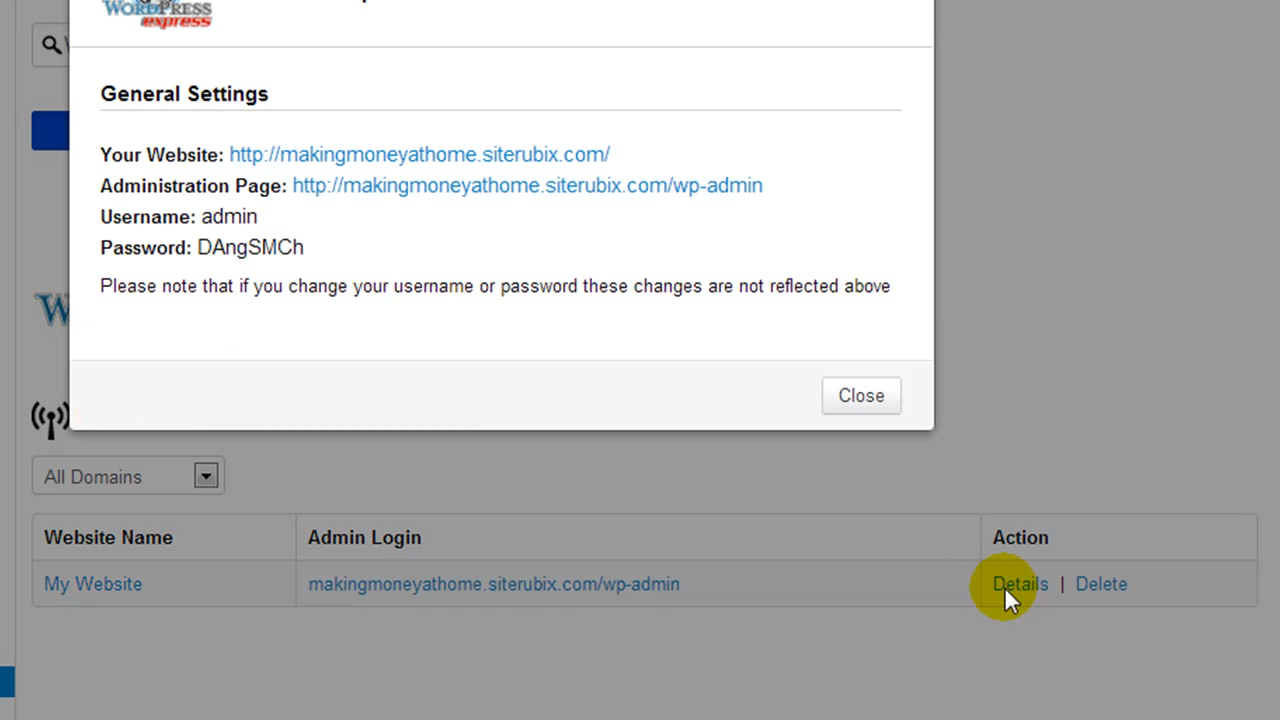 WORDPRESS
express
General Settings
Your Website: http://makingmoneyathome.siterubix.com/
Administration Page: http://makingmoneyathome.siterubix.com/wp-admin
Username: admin
Password: DAngSMCh
Please note that if you change your username or password these changes are not reflected above
Close
All Domains
Website Name Admin Login Action
My Website makingmoneyathome.siterubix.com/wp-admin Details | Delete